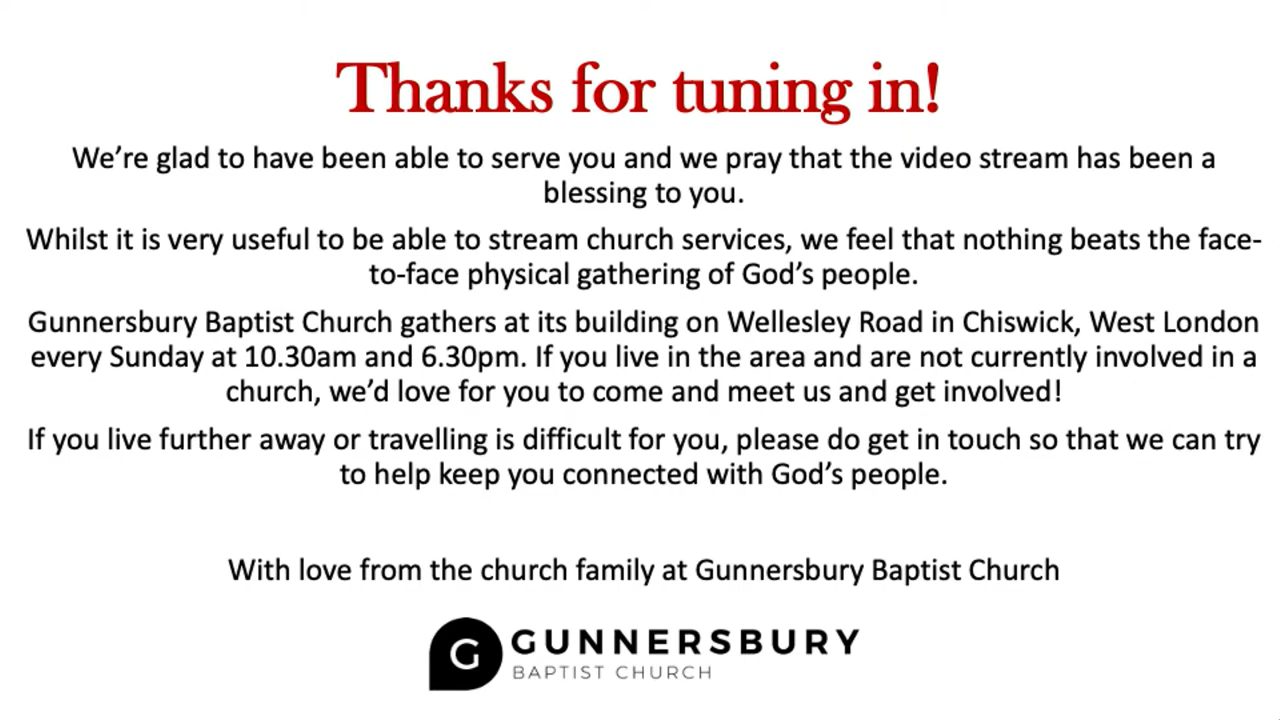 Thanks for tuning in!
We’re glad to have been able to serve you and we pray that the video stream has been a
blessing to you.
Whilst it is very useful to be able to stream church services, we feel that nothing beats the face-
to-face physical gathering of God’s people.
Gunnersbury Baptist Church gathers at its building on Wellesley Road in Chiswick, West London
every Sunday at 10.30am and 6.30pm. If you live in the area and are not currently involved in a
church, we’d love for you to come and meet us and get involved!
If you live further away or travelling is difficult for you, please do get in touch so that we can try
to help keep you connected with God’s people.
With love from the church family at Gunnersbury Baptist Church
G GUNNERSBURY
BAPTIST CHURCH